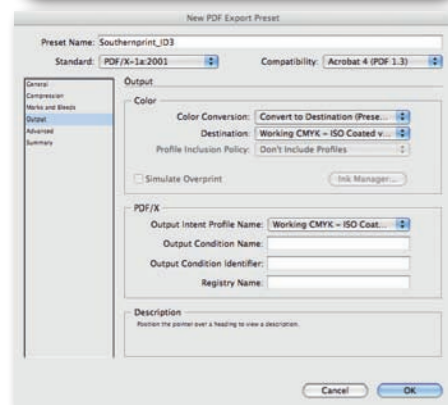 New PDF Export Preset
Preset Name: Southernprint_ID3
Standard: PDF/X-1a:2001 Compatibility: Acrobat 4 (PDF 1.3)
General
Compression
Marks and Bleeds
Output
Advanced
Summary
Output
Color
Color Conversion: Convert to Destination (Prese...
Destination: Working CMYK – ISO Coated v...
Profile Inclusion Policy: Don't Include Profiles
Simulate Overprint Ink Manager...
PDF/X
Output Intent Profile Name: Working CMYK – ISO Coat...
Output Condition Name:
Output Condition Identifier:
Registry Name:
Description
Position the pointer over a heading to view a description.
Cancel OK